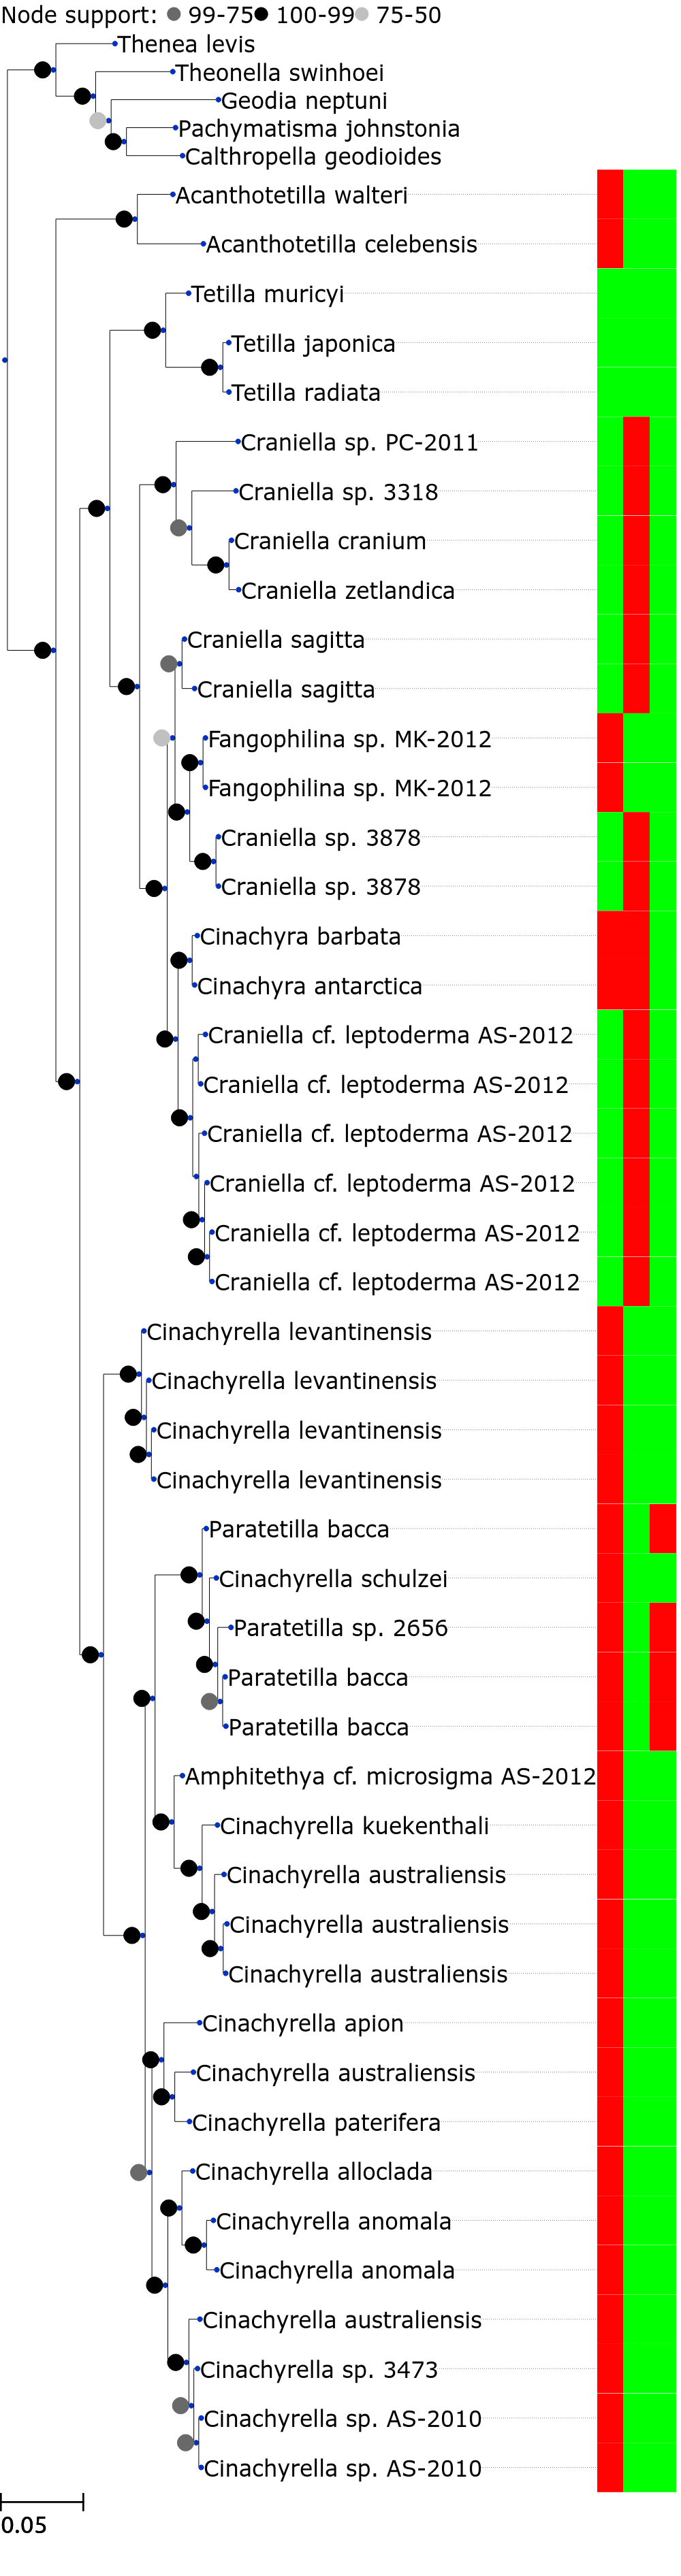 Node support: 99-75 100-99 75-50
Thenea levis
Theonella swinhoei
Geodia neptuni
Pachymatisma johnstonia
Calthropella geodioides
Acanthotetilla walteri
Acanthotetilla celebensis
Tetilla muricyi
Tetilla japonica
Tetilla radiata
Craniella sp. PC-2011
Craniella sp. 3318
Craniella cranium
Craniella zetlandica
Craniella sagitta
Craniella sagitta
Fangophilina sp. MK-2012
Fangophilina sp. MK-2012
Craniella sp. 3878
Craniella sp. 3878
Cinachyra barbata
Cinachyra antarctica
Craniella cf. leptoderma AS-2012
Craniella cf. leptoderma AS-2012
Craniella cf. leptoderma AS-2012
Craniella cf. leptoderma AS-2012
Craniella cf. leptoderma AS-2012
Craniella cf. leptoderma AS-2012
Cinachyrella levantinensis
Cinachyrella levantinensis
Cinachyrella levantinensis
Cinachyrella levantinensis
Paratetilla bacca
Cinachyrella schulzei
Paratetilla sp. 2656
Paratetilla bacca
Paratetilla bacca
Amphitethya cf. microsigma AS-2012
Cinachyrella kuekenthali
Cinachyrella australiensis
Cinachyrella australiensis
Cinachyrella australiensis
Cinachyrella apion
Cinachyrella australiensis
Cinachyrella paterifera
Cinachyrella alloclada
Cinachyrella anomala
Cinachyrella anomala
Cinachyrella australiensis
Cinachyrella sp. 3473
Cinachyrella sp. AS-2010
Cinachyrella sp. AS-2010
0.05